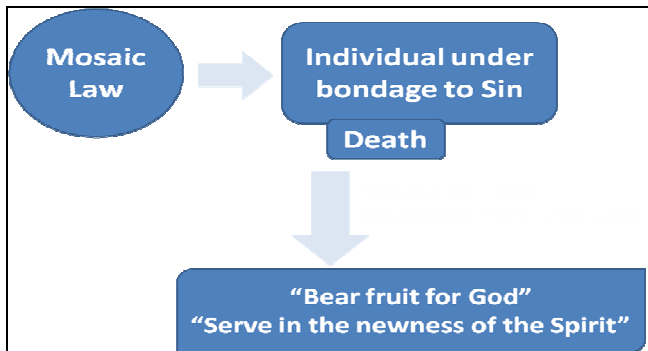 Mosaic
Law
Individual under
bondage to Sin
Death
“Bear fruit for God”
“Serve in the newness of the Spirit”